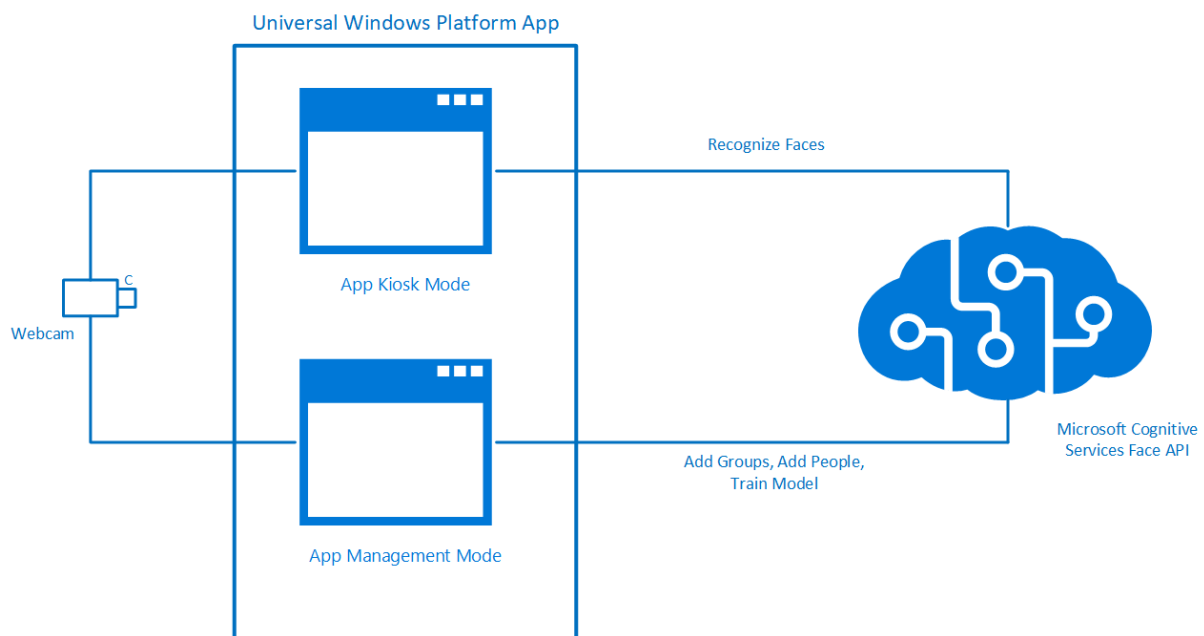 Universal Windows Platform App
Recognize Faces
App Kiosk Mode
C
Webcam
Microsoft Cognitive
Services Face API
Add Groups, Add People,
Train Model
App Management Mode